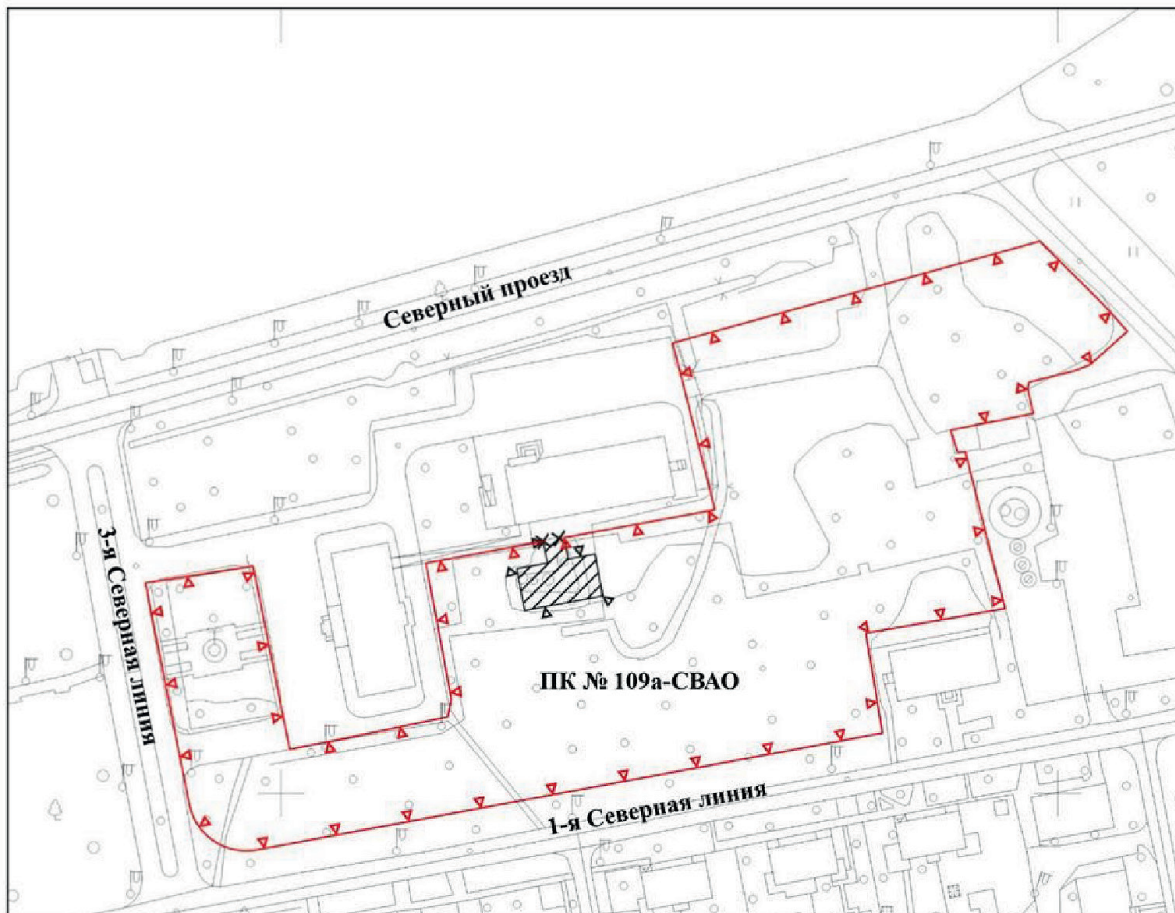 Северный проезд
3-я Северная линия
ПК № 109а-СВАО
1-я Северная линия